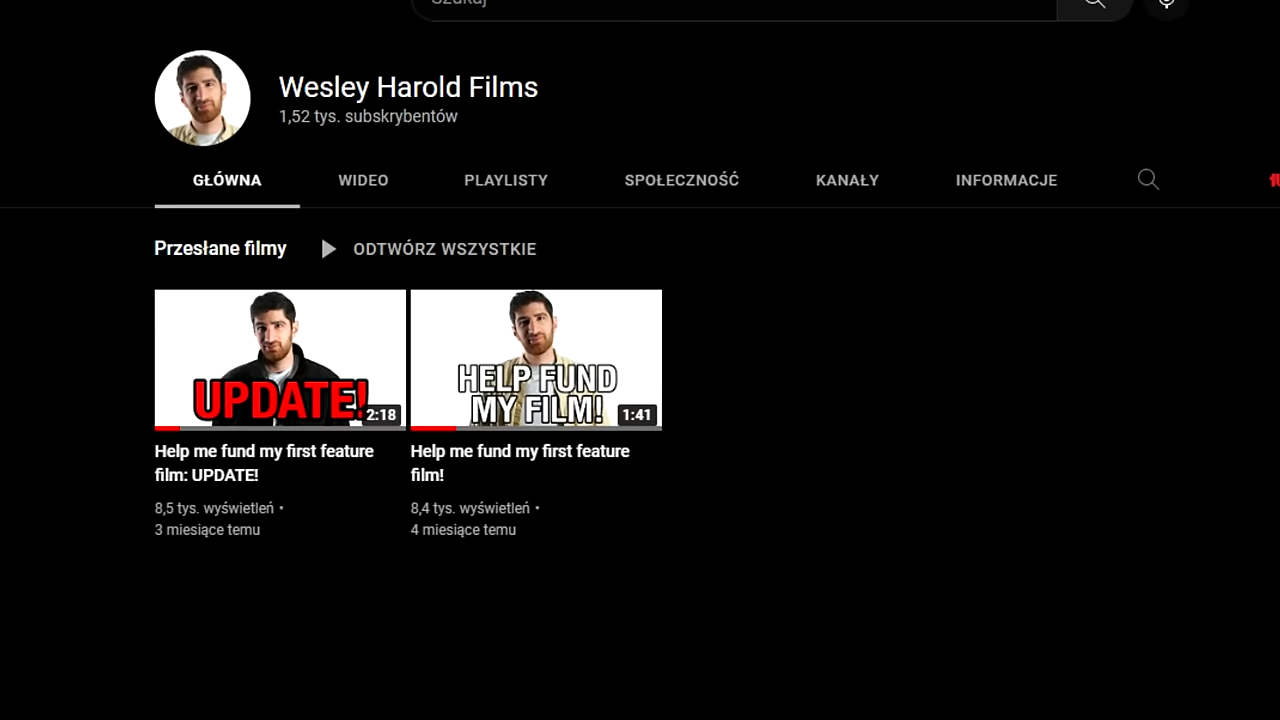 Szukaj
Wesley Harold Films
1,52 tys. subskrybentów
GŁÓWNA WIDEO PLAYLISTY SPOŁECZNOŚĆ KANAŁY INFORMACJE
Przesłane filmy ODTWÓRZ WSZYSTKIE
UPDATE!
2:18
HELP FUND
MY FILM!
1:41
Help me fund my first feature
film: UPDATE!
8,5 tys. wyświetleń •
3 miesiące temu
Help me fund my first feature
film!
8,4 tys. wyświetleń •
4 miesiące temu